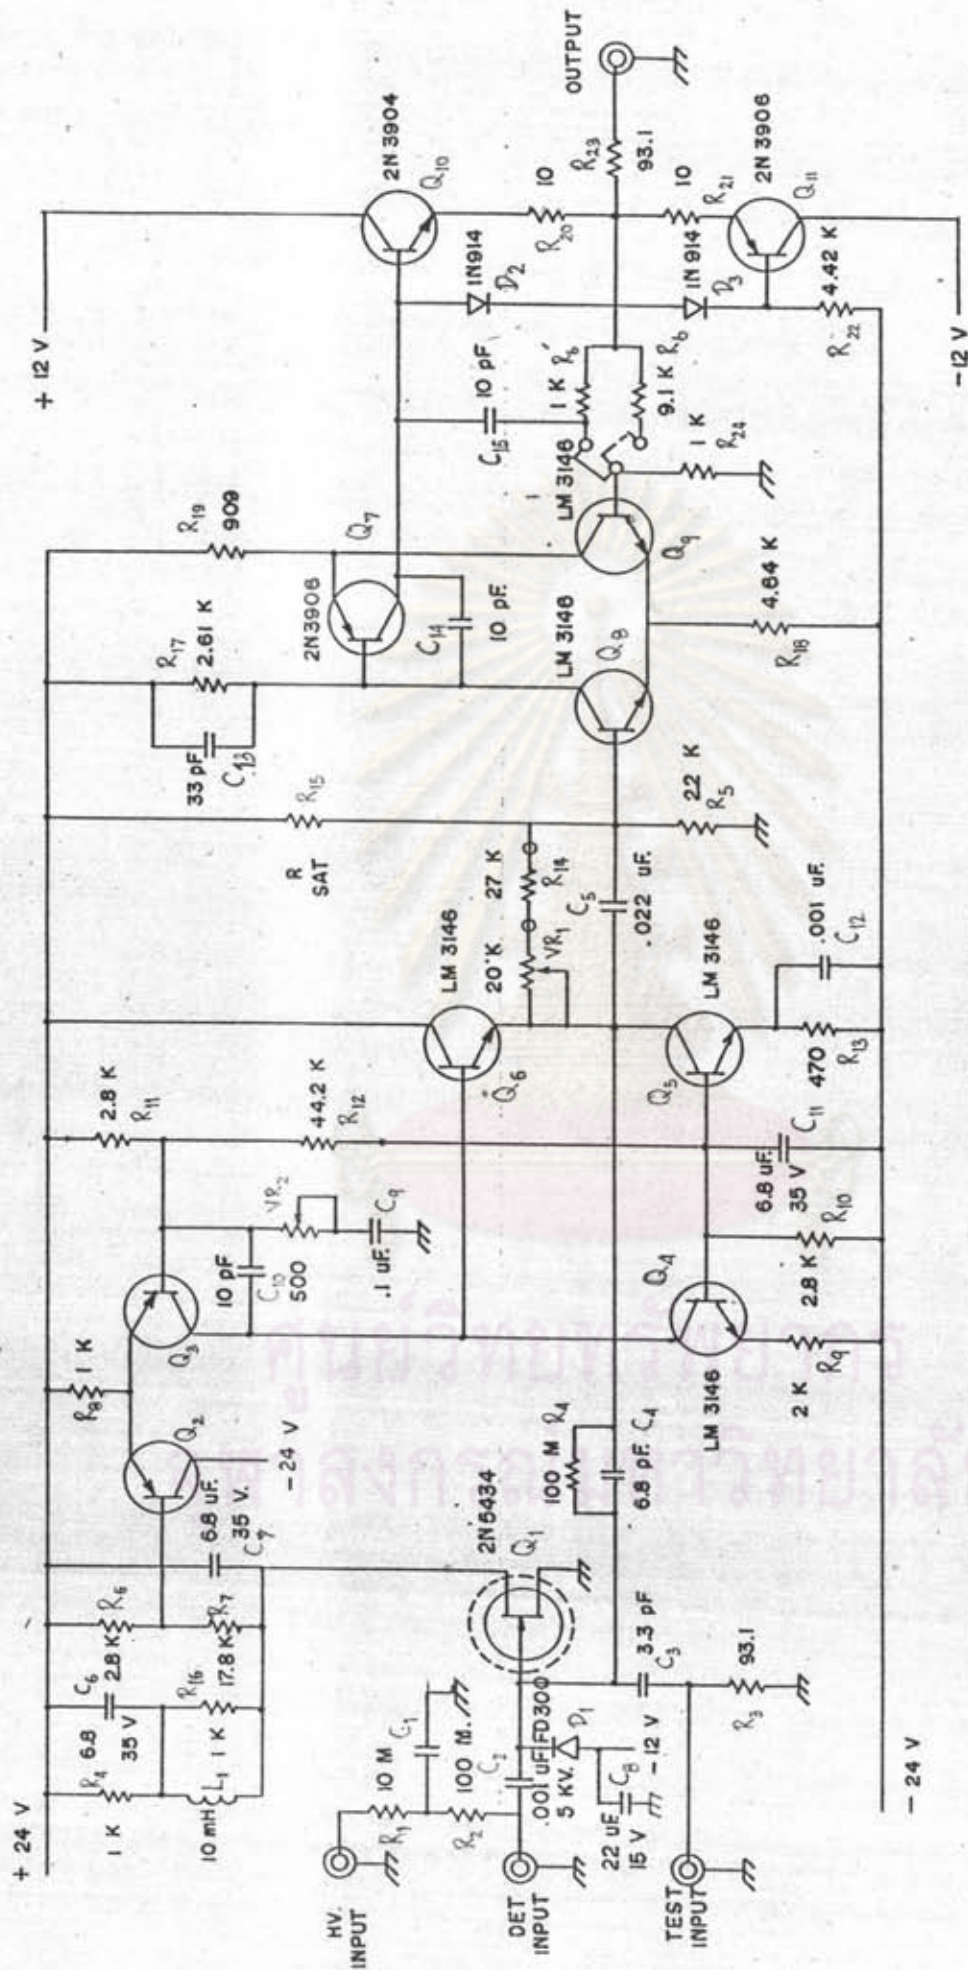 + 24 V
+ 12 V
1 K
R4
6.8
35 V
C6
2.8K
R6
R8
1 K
Q2
Q3
2.8 K
R11
R
SAT
R15
33 pF
C13
R17
2.61 K
R19
909
2N3906
Q7
2N 3904
Q10
10 mH
L1
1 K
R16
17.8K
R7
6.8 uF.
35 V.
C7
- 24 V
10 pF
C10
500
VR2
.1 uF.
C9
44.2 K
R12
LM 3146
Q6
20 K
VR1
27 K
R14
C14
10 pF.
C15
10 pF,
1N914
D2
10
R20
OUTPUT
HV.
INPUT
10 M
R1
C1
100 M.
R2
2N5434
Q1
100 M
R4
6.8 pF.
C4
C5
.022 uF.
LM 3146
Q8
LM 3146
Q9
1 K
R6'
9.1 K
R6
R23
93.1
DET
INPUT
.001 uF
5 KV.
C2
FD300
D1
3.3 pF
C3
Q4
LM 3146
Q5
LM 3146
2.2 K
R5
1 K
R24
1N 914
D3
10
R21
2N 3906
Q11
22 uF
15 V
C8
-12 V
TEST
INPUT
93.1
R3
2 K
R9
2.8 K
R10
6.8 uF.
35 V
C11
470
R13
.001 uF.
C12
4.64 K
R18
4.42 K
R22
- 24 V
-12 V